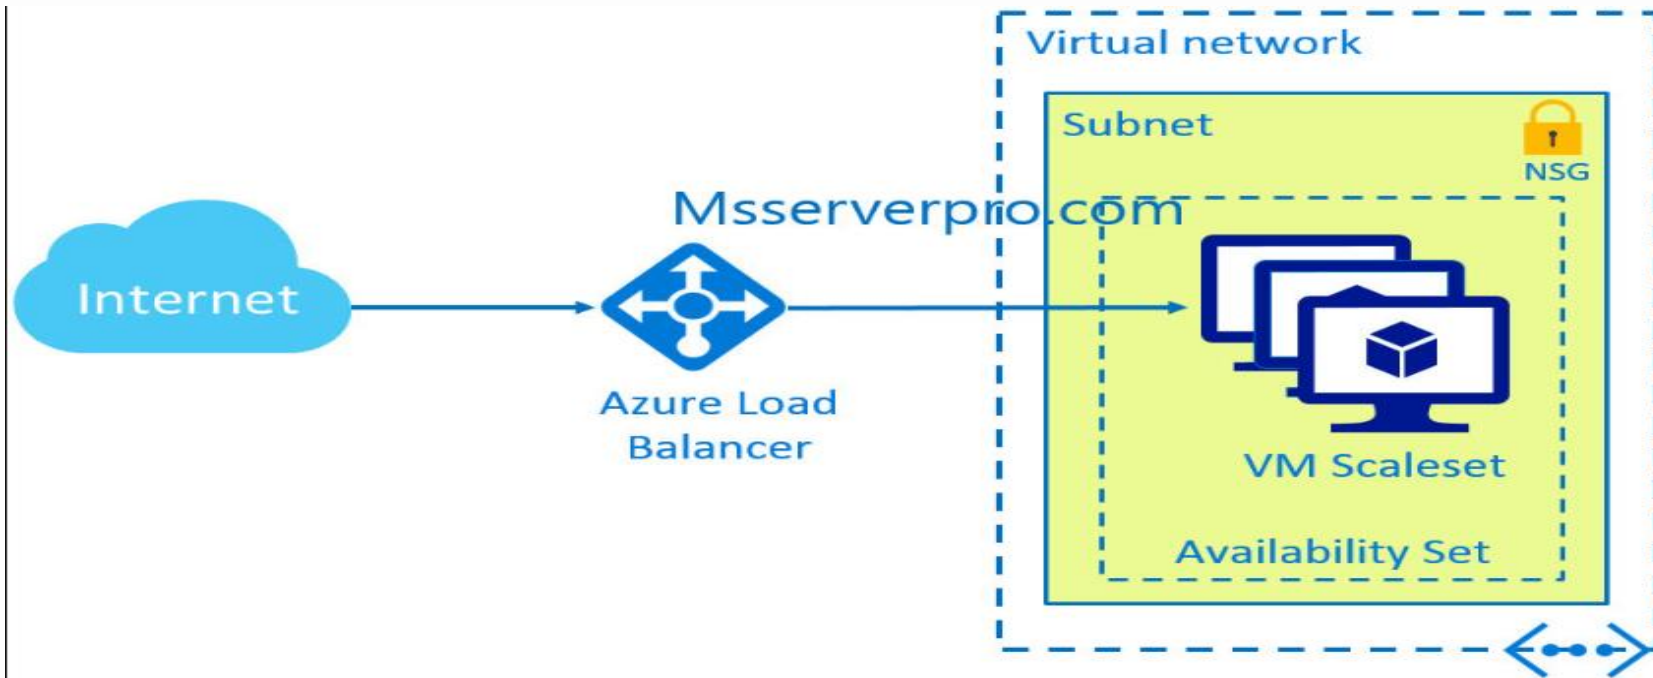 Virtual network
Subnet
NSG
Msserverpro.com
Internet
Azure Load
Balancer
VM Scaleset
Availability Set